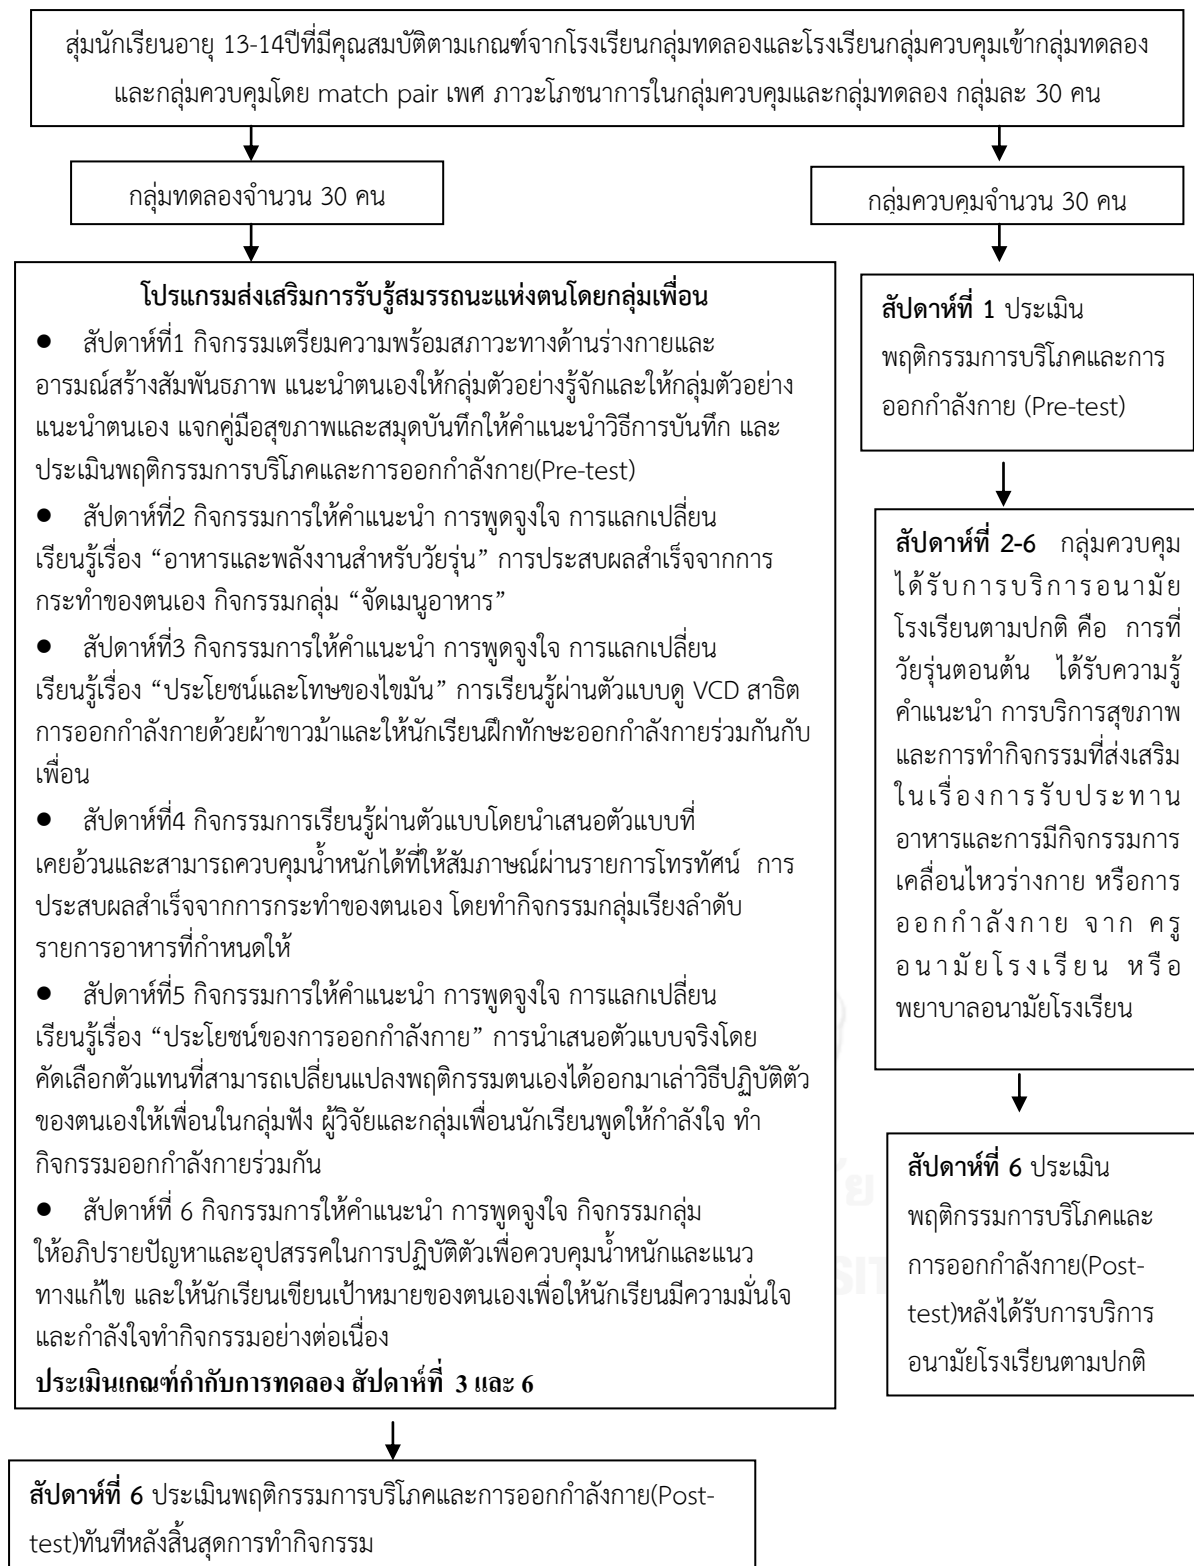 สุ่มนักเรียนอายุ 13-14ปีที่มีคุณสมบัติตามเกณฑ์จากโรงเรียนกลุ่มทดลองและโรงเรียนกลุ่มควบคุมเข้ากลุ่มทดลอง
และกลุ่มควบคุมโดย match pair เพศ ภาวะโภชนาการในกลุ่มควบคุมและกลุ่มทดลอง กลุ่มละ 30 คน
กลุ่มทดลองจำนวน 30 คน
กลุ่มควบคุมจำนวน 30 คน
โปรแกรมส่งเสริมการรับรู้สมรรถนะแห่งตนโดยกลุ่มเพื่อน
● สัปดาห์ที่1 กิจกรรมเตรียมความพร้อมสภาวะทางด้านร่างกายและ
อารมณ์สร้างสัมพันธภาพ แนะนำตนเองให้กลุ่มตัวอย่างรู้จักและให้กลุ่มตัวอย่าง
แนะนำตนเอง แจกคู่มือสุขภาพและสมุดบันทึกให้คำแนะนำวิธีการบันทึก และ
ประเมินพฤติกรรมการบริโภคและการออกกำลังกาย(Pre-test)
● สัปดาห์ที่2 กิจกรรมการให้คำแนะนำ การพูดจูงใจ การแลกเปลี่ยน
เรียนรู้เรื่อง “อาหารและพลังงานสำหรับวัยรุ่น” การประสบผลสำเร็จจากการ
กระทำของตนเอง กิจกรรมกลุ่ม “จัดเมนูอาหาร”
● สัปดาห์ที่3 กิจกรรมการให้คำแนะนำ การพูดจูงใจ การแลกเปลี่ยน
เรียนรู้เรื่อง “ประโยชน์และโทษของไขมัน” การเรียนรู้ผ่านตัวแบบดู VCD สาธิต
การออกกำลังกายด้วยผ้าขาวม้าและให้นักเรียนฝึกทักษะออกกำลังกายร่วมกันกับ
เพื่อน
● สัปดาห์ที่4 กิจกรรมการเรียนรู้ผ่านตัวแบบโดยนำเสนอตัวแบบที่
เคยอ้วนและสามารถควบคุมน้ำหนักได้ที่ให้สัมภาษณ์ผ่านรายการโทรทัศน์ การ
ประสบผลสำเร็จจากการกระทำของตนเอง โดยทำกิจกรรมกลุ่มเรียงลำดับ
รายการอาหารที่กำหนดให้
● สัปดาห์ที่5 กิจกรรมการให้คำแนะนำ การพูดจูงใจ การแลกเปลี่ยน
เรียนรู้เรื่อง “ประโยชน์ของการออกกำลังกาย” การนำเสนอตัวแบบจริงโดย
คัดเลือกตัวแทนที่สามารถเปลี่ยนแปลงพฤติกรรมตนเองได้ออกมาเล่าวิธีปฏิบัติตัว
ของตนเองให้เพื่อนในกลุ่มฟัง ผู้วิจัยและกลุ่มเพื่อนนักเรียนพูดให้กำลังใจ ทำ
กิจกรรมออกกำลังกายร่วมกัน
● สัปดาห์ที่ 6 กิจกรรมการให้คำแนะนำ การพูดจูงใจ กิจกรรมกลุ่ม
ให้อภิปรายปัญหาและอุปสรรคในการปฏิบัติตัวเพื่อควบคุมน้ำหนักและแนว
ทางแก้ไข และให้นักเรียนเขียนเป้าหมายของตนเองเพื่อให้นักเรียนมีความมั่นใจ
และกำลังใจทำกิจกรรมอย่างต่อเนื่อง
ประเมินเกณฑ์กำกับการทดลอง สัปดาห์ที่ 3 และ 6
สัปดาห์ที่ 6 ประเมินพฤติกรรมการบริโภคและการออกกำลังกาย(Post-
test)ทันทีหลังสิ้นสุดการทำกิจกรรม
สัปดาห์ที่ 1 ประเมิน
พฤติกรรมการบริโภคและการ
ออกกำลังกาย (Pre-test)
สัปดาห์ที่ 2-6 กลุ่มควบคุม
ได้รับการบริการอนามัย
โรงเรียนตามปกติ คือ การที่
วัยรุ่นตอนต้น ได้รับความรู้
คำแนะนำ การบริการสุขภาพ
และการทำกิจกรรมที่ส่งเสริม
ในเรื่องการรับประทาน
อาหารและการมีกิจกรรมการ
เคลื่อนไหวร่างกาย หรือการ
ออกกำลังกาย จาก ครู
อนามัยโรงเรียน หรือ
พยาบาลอนามัยโรงเรียน
สัปดาห์ที่ 6 ประเมิน
พฤติกรรมการบริโภคและ
การออกกำลังกาย(Post-
test)หลังได้รับการบริการ
อนามัยโรงเรียนตามปกติ